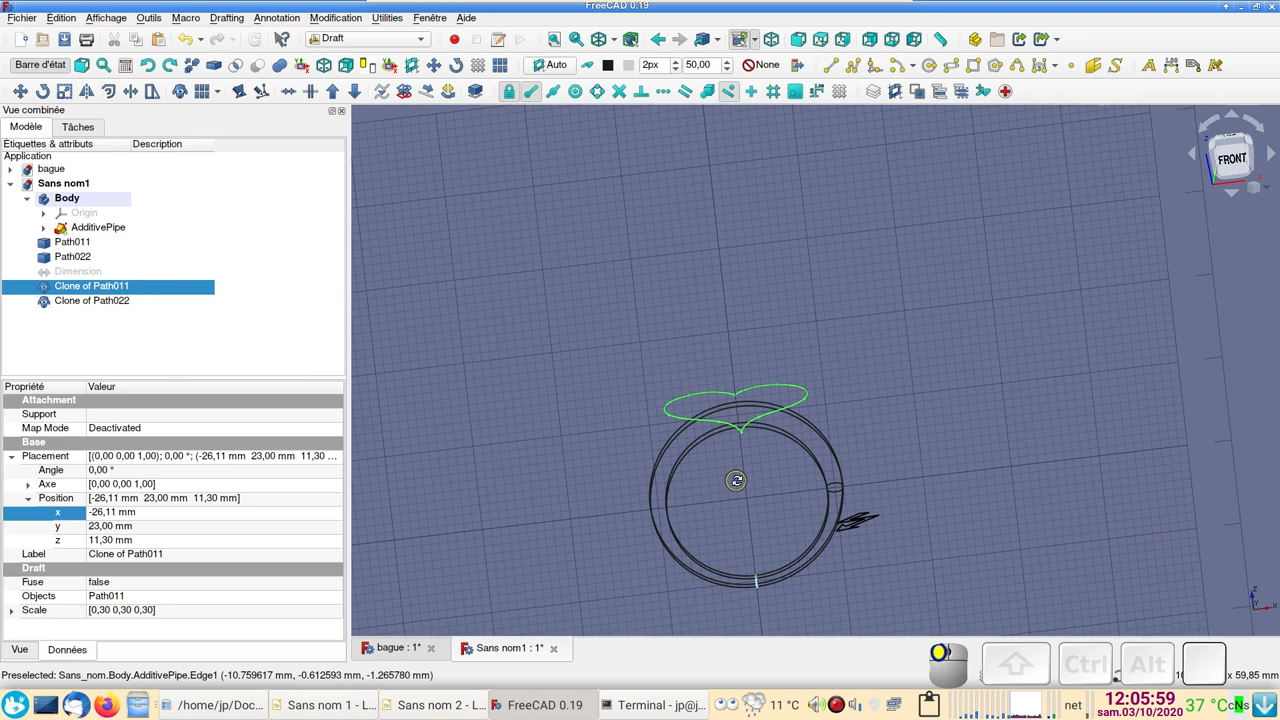 FreeCAD 0.19
Fichier Édition Affichage Outils Macro Drafting Annotation Modification Utilities Fenêtre Aide
Draft
Barre d'état Auto 2px 50,00 None
Vue combinée
Modèle Tâches
Étiquettes & attributs Description
Application
bague
Sans nom1
Body
Origin
AdditivePipe
Path011
Path022
Dimension
Clone of Path011
Clone of Path022
FRONT
Propriété Valeur
Attachment
Support
Map Mode Deactivated
Base
Placement [(0,00 0,00 1,00); 0,00 °; (-26,11 mm 23,00 mm 11,30 ...
Angle 0,00 °
Axe [0,00 0,00 1,00]
Position [-26,11 mm 23,00 mm 11,30 mm]
x -26,11 mm
y 23,00 mm
z 11,30 mm
Label Clone of Path011
Draft
Fuse false
Objects Path011
Scale [0,30 0,30 0,30]
Vue Données
bague : 1* Sans nom1 : 1*
Ctrl Alt
Preselected: Sans_nom.Body.AdditivePipe.Edge1 (-10.759617 mm, -0.612593 mm, -1.265780 mm) x 59,85 mm
/home/jp/Doc... Sans nom 1 - L... Sans nom 2 - L... FreeCAD 0.19 Terminal - jp@j... 11 °C net 12:05:59 sam.03/10/2020 37 °C